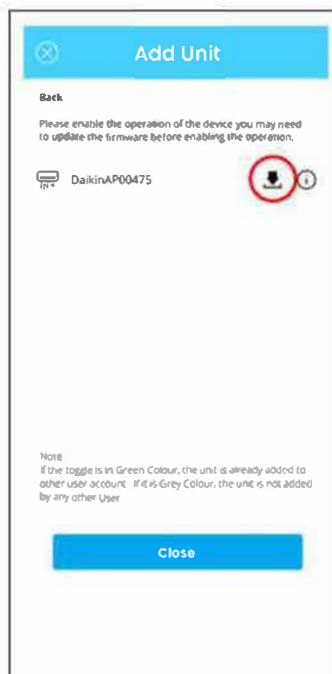 Add Unit
Back
Please enable the operation of the device you may need
to update the firmware before enabling the operation.
DaikinAP00475
Note
If the toggle is in Green Colour, the unit is already added to
other user account. If it is Grey Colour, the unit is not added
by any other User
Close